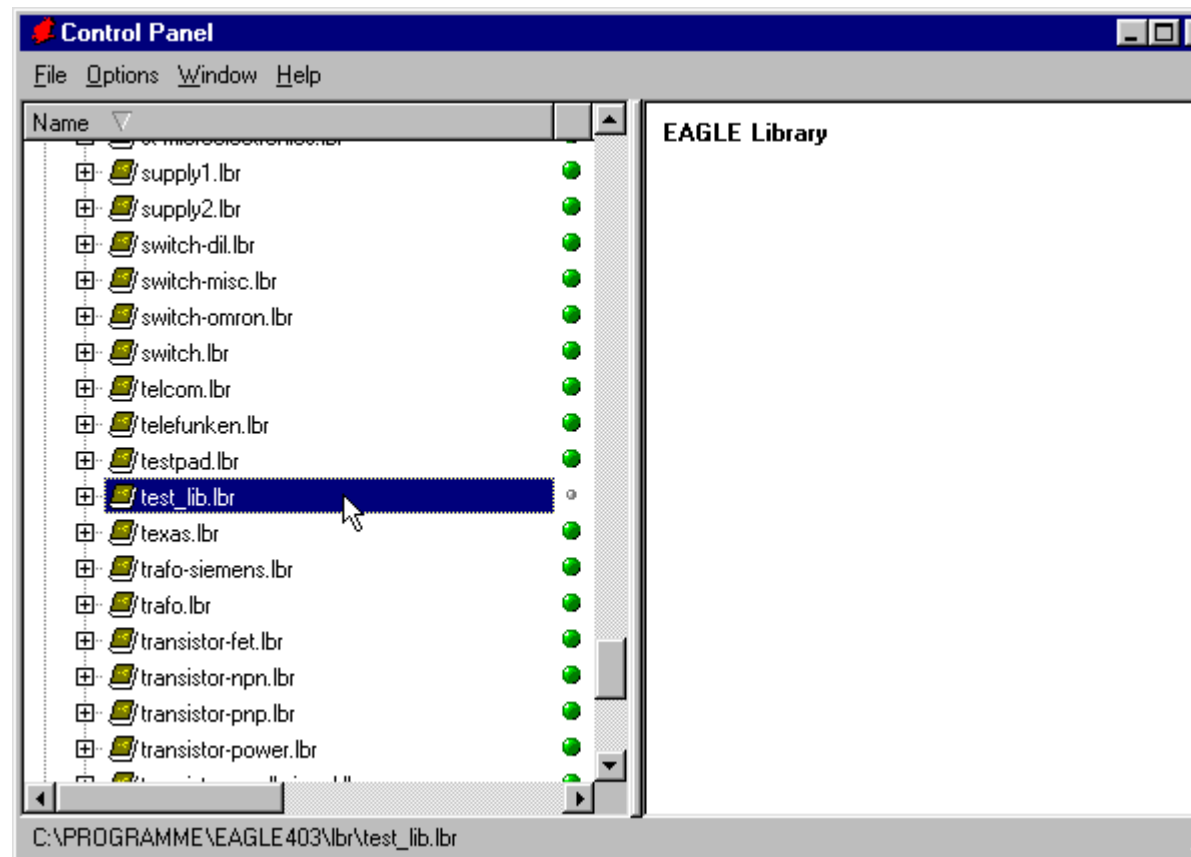 Control Panel
File Options Window Help
Name
EAGLE Library
supply1.lbr
supply2.lbr
switch-dil.lbr
switch-misc.lbr
switch-omron.lbr
switch.lbr
telcom.lbr
telefunken.lbr
testpad.lbr
test_lib.lbr
texas.lbr
trafo-siemens.lbr
trafo.lbr
transistor-fet.lbr
transistor-npn.lbr
transistor-pnp.lbr
transistor-power.lbr
C:\PROGRAMME\EAGLE403\lbr\test_lib.lbr